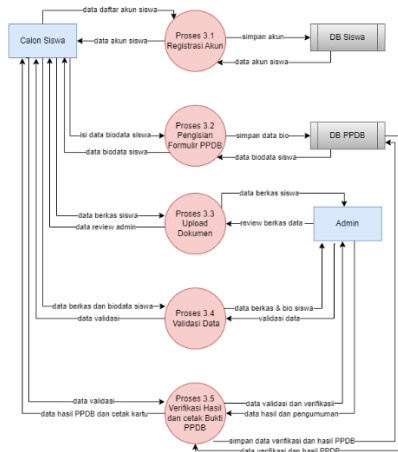 data daftar akun siswa
Calon Siswa
data akun siswa
Proses 3.1
Registrasi Akun
simpan akun
data akun siswa
DB Siswa
isi data biodata siswa
data biodata siswa
Proses 3.2
Pengisian
Formulir PPDB
simpan data bio
data biodata siswa
DB PPDB
data berkas siswa
data review admin
Proses 3.3
Upload
Dokumen
data berkas siswa
review berkas data
Admin
data berkas dan biodata siswa
data validasi
Proses 3.4
Validasi Data
data berkas & bio siswa
validasi data
data validasi
data hasil PPDB dan cetak kartu
Proses 3.5
Verifikasi Hasil
dan cetak Bukti
PPDB
data validasi dan verifikasii
data hasil dan pengumuman
simpan data verifikasi dan hasil PPDB
data verifikasi dan hasil PPDB